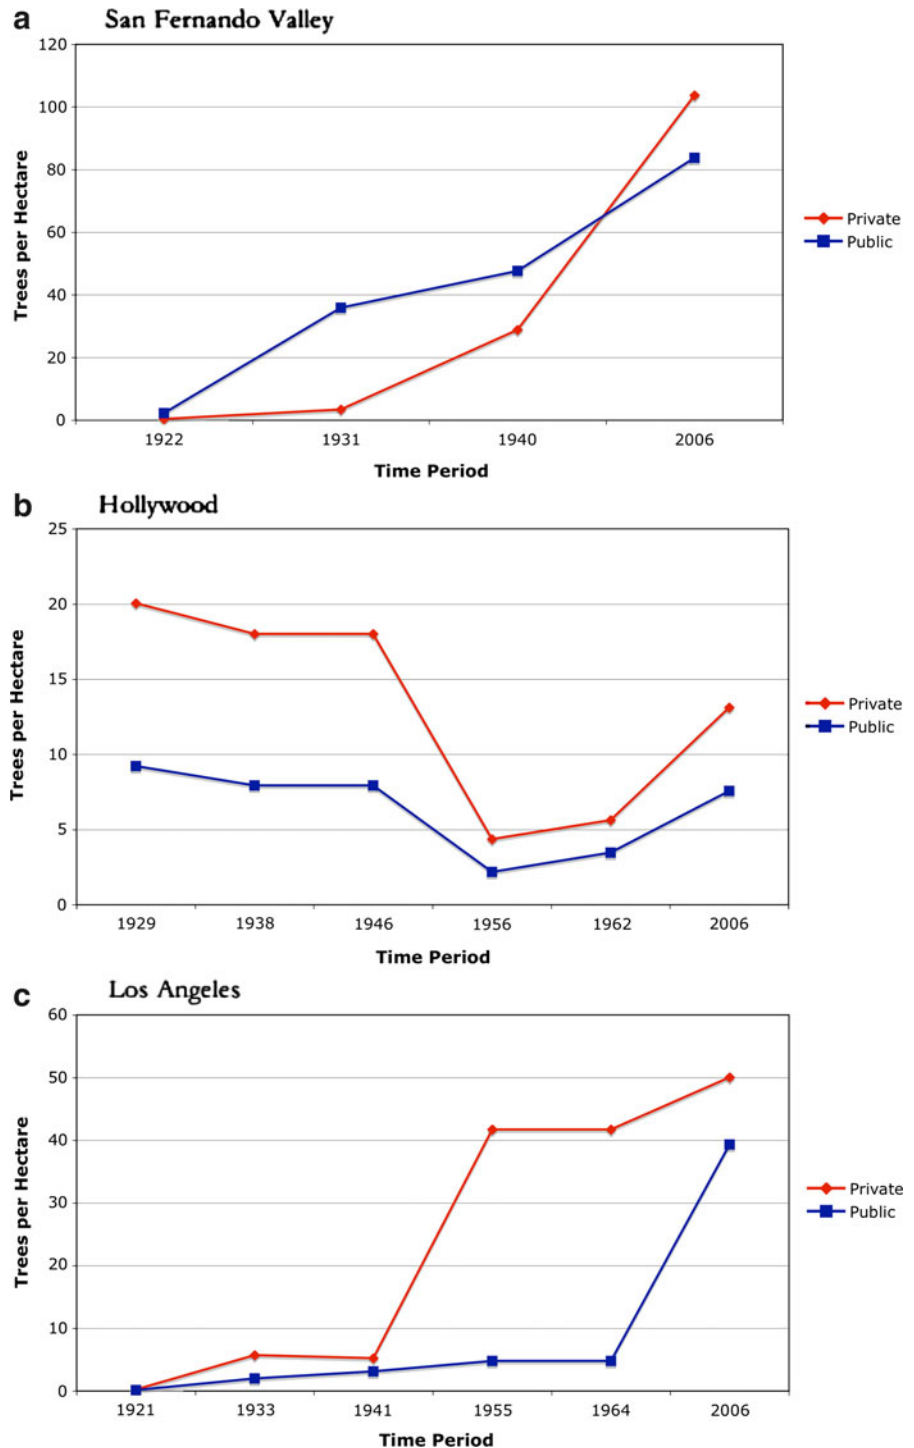 a San Fernando Valley
120
100
80
60
40
20
0
Trees per Hectare
1922 1931 1940 2006
Time Period
Private
Public
b Hollywood
25
20
15
10
5
0
Trees per Hectare
1929 1938 1946 1956 1962 2006
Time Period
Private
Public
c Los Angeles
60
50
40
30
20
10
0
Trees per Hectare
1921 1933 1941 1955 1964 2006
Time Period
Private
Public